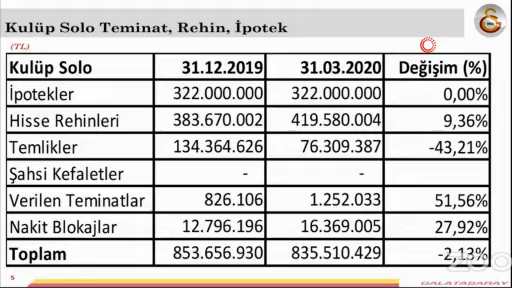 Kulüp Solo Teminat, Rehin, İpotek
(TL)
Kulüp Solo 31.12.2019 31.03.2020 Değişim (%)
İpotekler 322.000.000 322.000.000 0,00%
Hisse Rehinleri 383.670.002 419.580.004 9,36%
Temlikler 134.364.626 76.309.387 -43,21%
Şahsi Kefaletler - -
Verilen Teminatlar 826.106 1.252.033 51,56%
Nakit Blokajlar 12.796.196 16.369.005 27,92%
Toplam 853.656.930 835.510.429 -2,13%
5
GALATASARAY